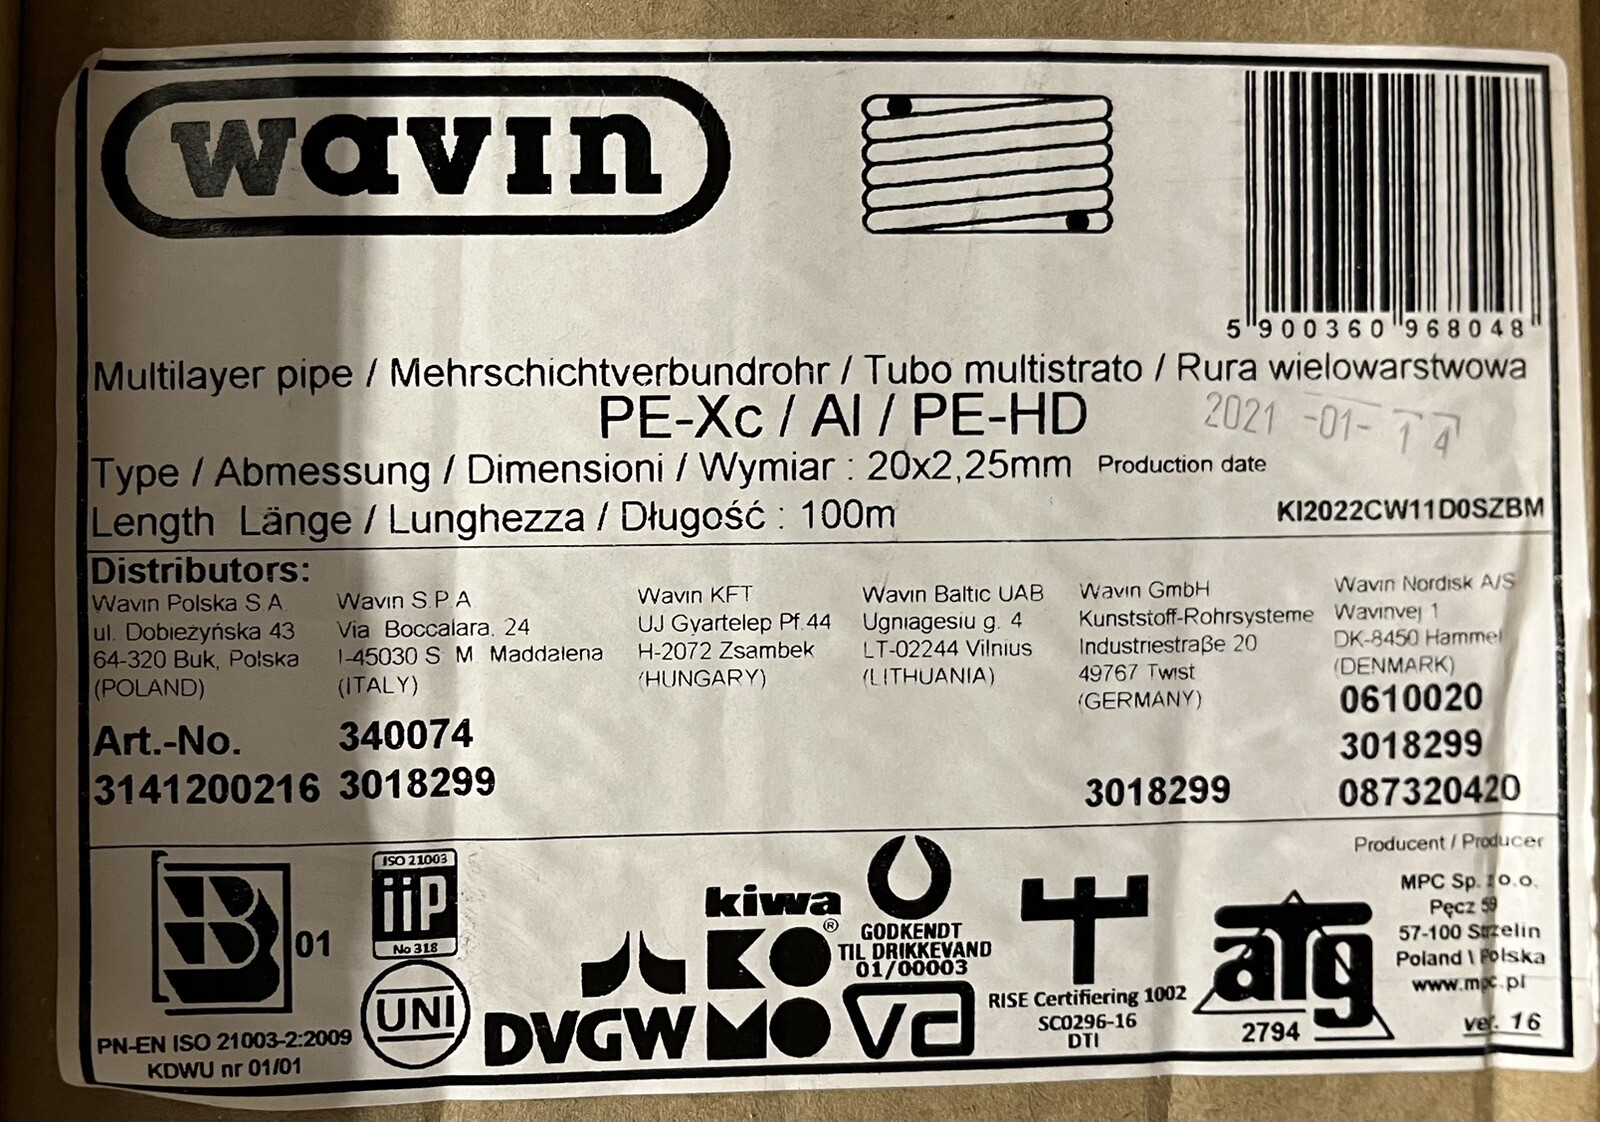 wavin
5 900360 968048
Multilayer pipe / Mehrschichtverbundrohr / Tubo multistrato / Rura wielowarstwowa
PE-Xc / Al / PE-HD
2021 -01- 14
Type / Abmessung / Dimensioni / Wymiar : 20x2,25mm Production date
Length Länge / Lunghezza / Długość : 100m
KI2022CW11D0SZBM
Distributors:
Wavin Polska S.A
ul. Dobieżyńska 43
64-320 Buk, Polska
(POLAND)
Wavin S.P.A
Via Boccalara. 24
I-45030 S M Maddalena
(ITALY)
Wavin KFT
UJ Gyartelep Pf.44
H-2072 Zsambek
(HUNGARY)
Wavin Baltic UAB
Ugniagesiu g. 4
LT-02244 Vilnius
(LITHUANIA)
Wavin GmbH
Kunststoff-Rohrsysteme
Industriestraße 20
49767 Twist
(GERMANY)
Wavin Nordisk A/S
Wavinvej 1
DK-8450 Hammel
(DENMARK)
0610020
Art.-No. 340074 3018299
3141200216 3018299 3018299 087320420
Producent / Producer
MPC Sp. z o.o.
Pęcz 59
57-100 Strzelin
Poland \ Polska
www.mpc.pl
ver. 16
B 01
PN-EN ISO 21003-2:2009
KDWU nr 01/01
ISO 21003
iiP
No 318
UNI
DVGW
kiwa
KO®
MO
GODKENDT
TIL DRIKKEVAND
01/00003
VA
RISE Certifiering 1002
SC0296-16
DTI
aTg
2794